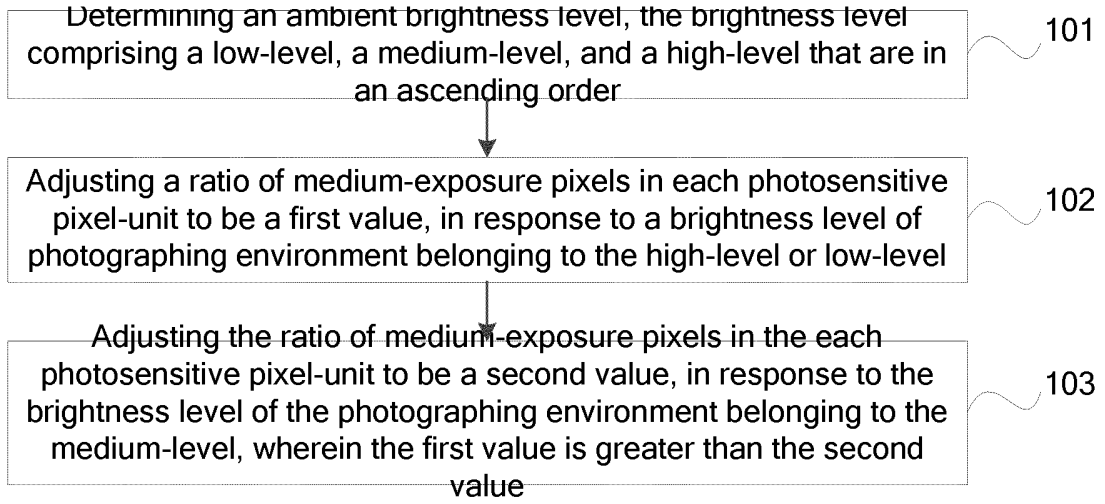 Determining an ambient brightness level, the brightness level
comprising a low-level, a medium-level, and a high-level that are in
an ascending order
101
Adjusting a ratio of medium-exposure pixels in each photosensitive
pixel-unit to be a first value, in response to a brightness level of
photographing environment belonging to the high-level or low-level
102
Adjusting the ratio of medium-exposure pixels in the each
photosensitive pixel-unit to be a second value, in response to the
brightness level of the photographing environment belonging to the
medium-level, wherein the first value is greater than the second
value
103